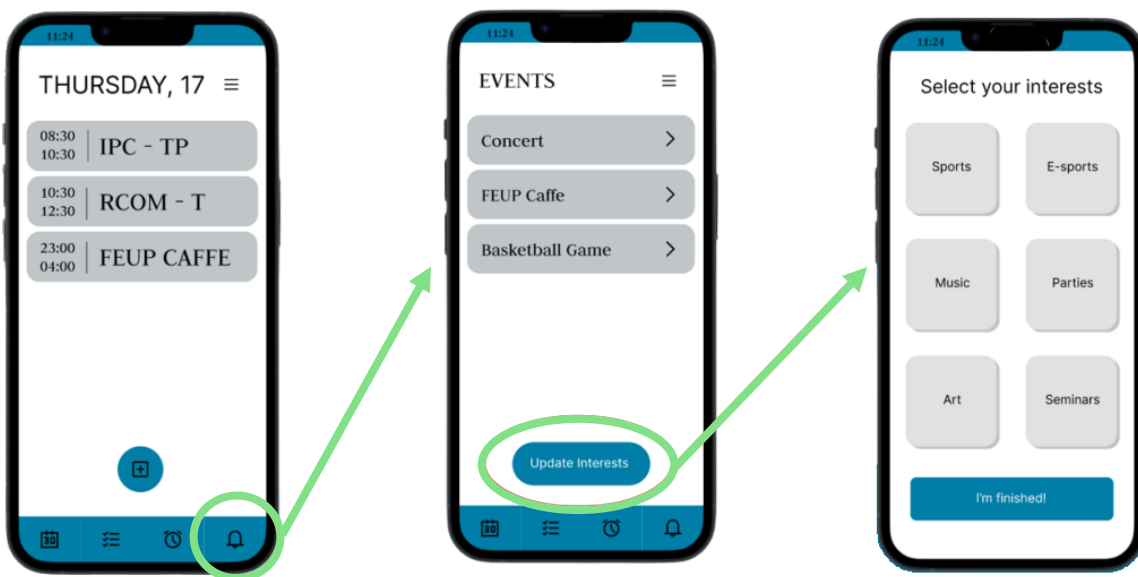 11:24
THURSDAY, 17
08:30
10:30
IPC - TP
10:30
12:30
RCOM - T
23:00
04:00
FEUP CAFFE
30
11:24
EVENTS
Concert
FEUP Caffe
Basketball Game
Update Interests
30
11:24
Select your interests
Sports
E-sports
Music
Parties
Art
Seminars
I'm finished!